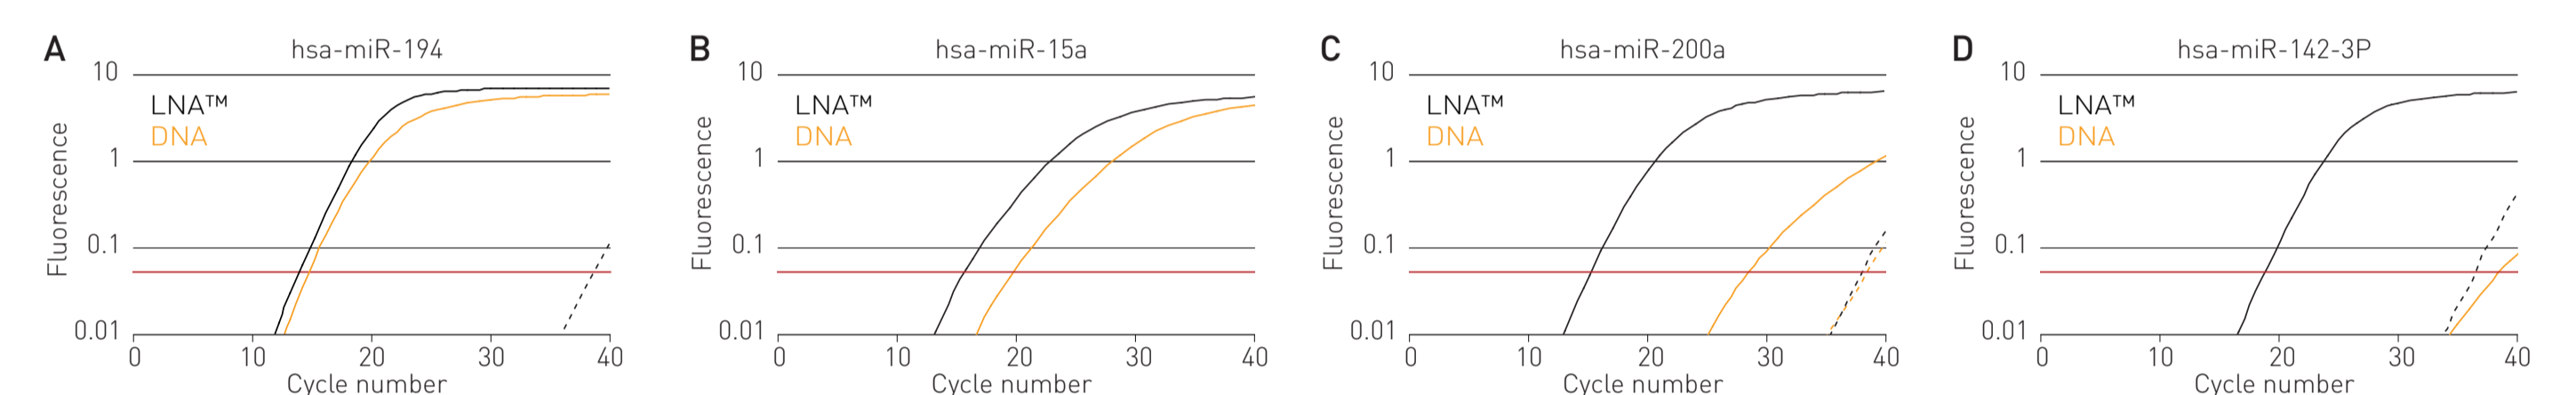 A hsa-miR-194
10
LNA™
DNA
1
0.1
0.01
Fluorescence
0 10 20 30 40
Cycle number
B hsa-miR-15a
10
LNA™
DNA
1
0.1
0.01
Fluorescence
0 10 20 30 40
Cycle number
C hsa-miR-200a
10
LNA™
DNA
1
0.1
0.01
Fluorescence
0 10 20 30 40
Cycle number
D hsa-miR-142-3P
10
LNA™
DNA
1
0.1
0.01
Fluorescence
0 10 20 30 40
Cycle number